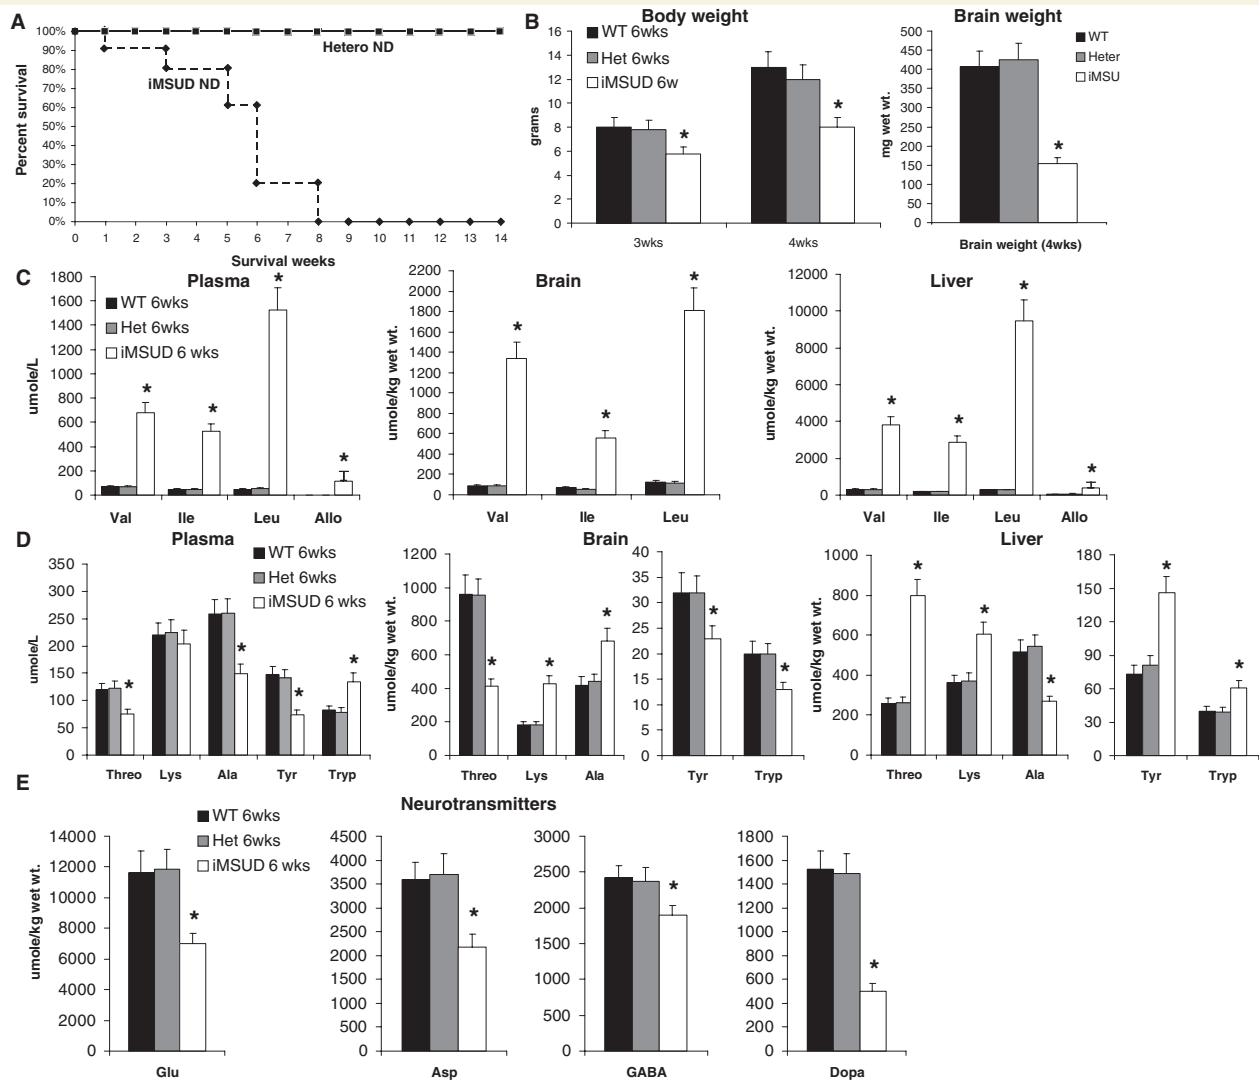 A
100%
90%
80%
70%
60%
50%
40%
30%
20%
10%
0%
Percent survival
Hetero ND
iMSUD ND
0 1 2 3 4 5 6 7 8 9 10 11 12 13 14
Survival weeks
B
Body weight
16
14
12
10
8
6
4
2
0
grams
WT 6wks
Het 6wks
iMSUD 6w
*
*
3wks 4wks
Brain weight
500
450
400
350
300
250
200
150
100
50
0
mg wet wt.
WT
Heter
iMSU
*
Brain weight (4wks)
C
Plasma
1800
1600
1400
1200
1000
800
600
400
200
0
umole/L
WT 6wks
Het 6wks
iMSUD 6 wks
* * * *
Val Ile Leu Allo
Brain
2200
2000
1800
1600
1400
1200
1000
800
600
400
200
0
umole/kg wet wt.
* * *
Val Ile Leu
Liver
12000
10000
8000
6000
4000
2000
0
umole/kg wet wt.
* * * *
Val Ile Leu Allo
D
Plasma
350
300
250
200
150
100
50
0
umole/L
WT 6wks
Het 6wks
iMSUD 6 wks
* * * *
Threo Lys Ala Tyr Tryp
Brain
1200
1000
800
600
400
200
0
umole/kg wet wt.
* * *
Threo Lys Ala
40
35
30
25
20
15
10
5
0
* *
Tyr Tryp
Liver
1000
800
600
400
200
0
umole/kg wet wt.
* * *
Threo Lys Ala
180
150
120
90
60
30
0
* *
Tyr Tryp
E
Neurotransmitters
WT 6wks
Het 6wks
iMSUD 6 wks
14000
12000
10000
8000
6000
4000
2000
0
umole/kg wet wt.
*
Glu
4500
4000
3500
3000
2500
2000
1500
1000
500
0
*
Asp
3000
2500
2000
1500
1000
500
0
*
GABA
1800
1600
1400
1200
1000
800
600
400
200
0
*
Dopa